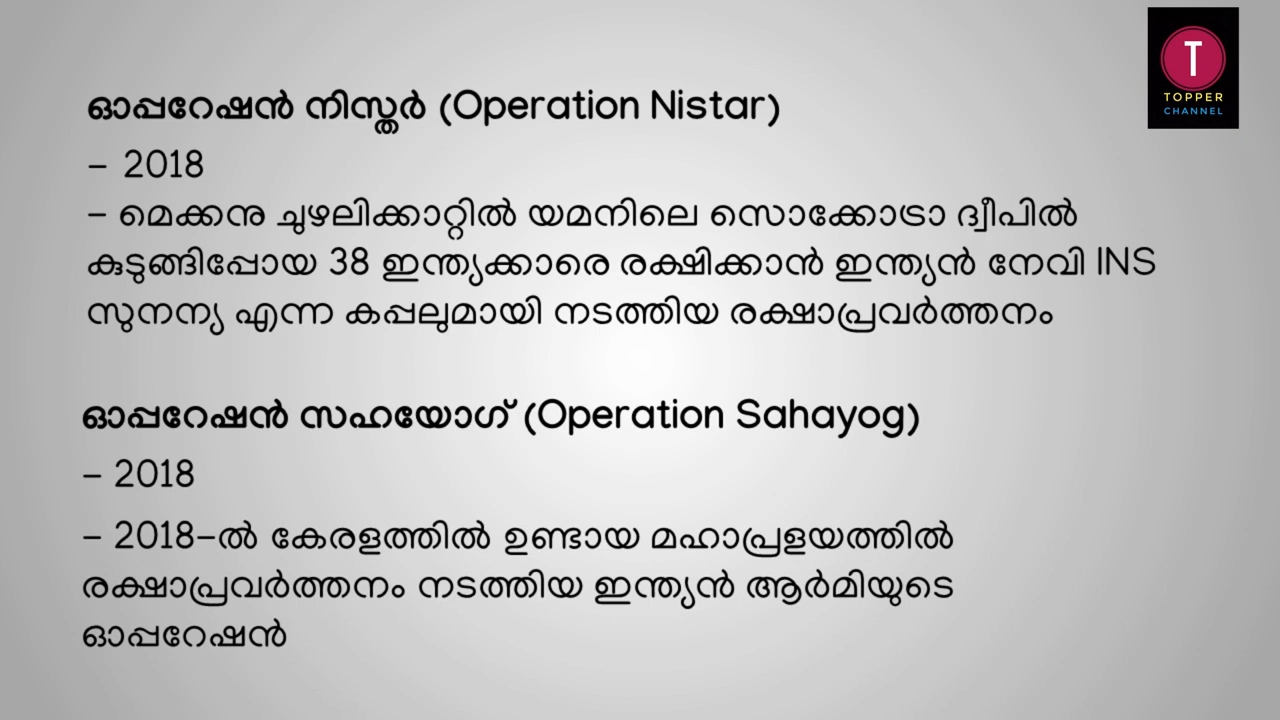 T
TOPPER
CHANNEL
ഓപ്പറേഷൻ നിസ്തർ (Operation Nistar)
- 2018
- മെക്കനു ചുഴലിക്കാറ്റിൽ യമനിലെ സൊക്കോട്രാ ദ്വീപിൽ
കുടുങ്ങിപ്പോയ 38 ഇന്ത്യക്കാരെ രക്ഷിക്കാൻ ഇന്ത്യൻ നേവി INS
സുനന്യ എന്ന കപ്പലുമായി നടത്തിയ രക്ഷാപ്രവർത്തനം
ഓപ്പറേഷൻ സഹയോഗ് (Operation Sahayog)
- 2018
- 2018-ൽ കേരളത്തിൽ ഉണ്ടായ മഹാപ്രളയത്തിൽ
രക്ഷാപ്രവർത്തനം നടത്തിയ ഇന്ത്യൻ ആർമിയുടെ
ഓപ്പറേഷൻ